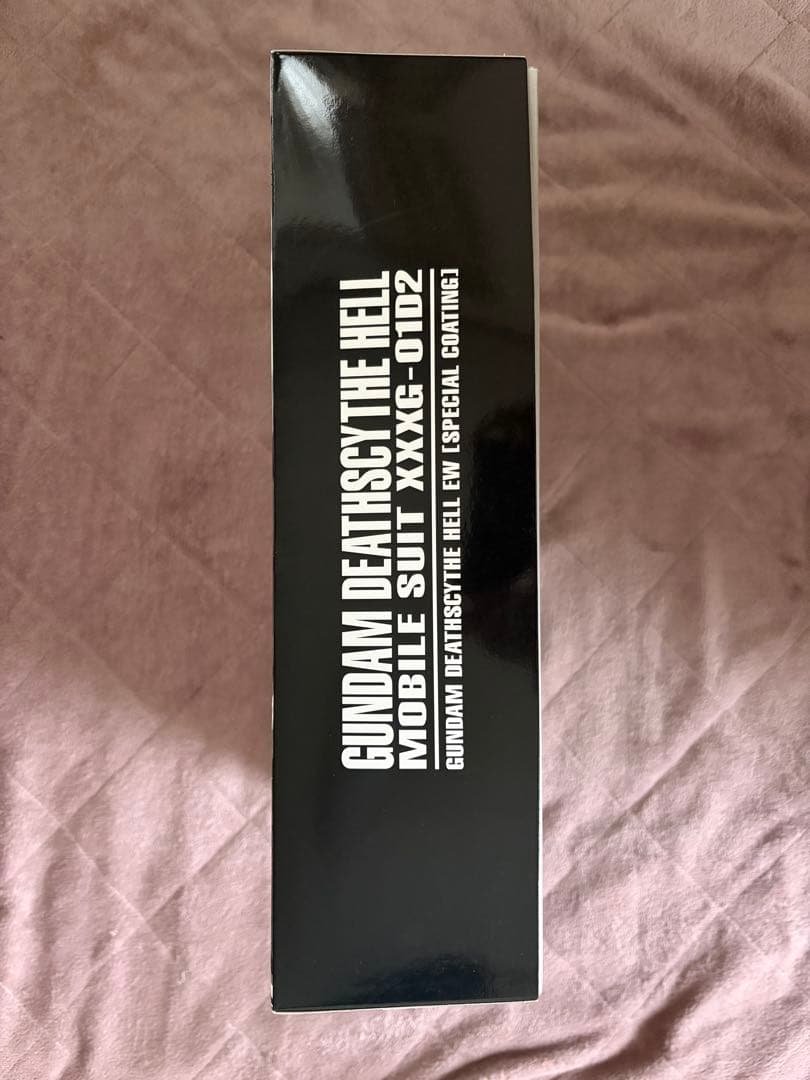 GUNDAM DEATHSCYTHE HELL
MOBILE SUIT XXXG-01D2
GUNDAM DEATHSCYTHE HELL EW [SPECIAL COATING]